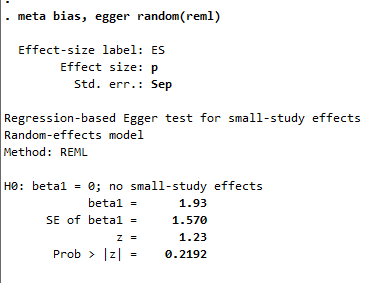 . meta bias, egger random(reml)
Effect-size label: ES
Effect size: p
Std. err.: Sep
Regression-based Egger test for small-study effects
Random-effects model
Method: REML
H0: beta1 = 0; no small-study effects
beta1 = 1.93
SE of beta1 = 1.570
z = 1.23
Prob > |z| = 0.2192